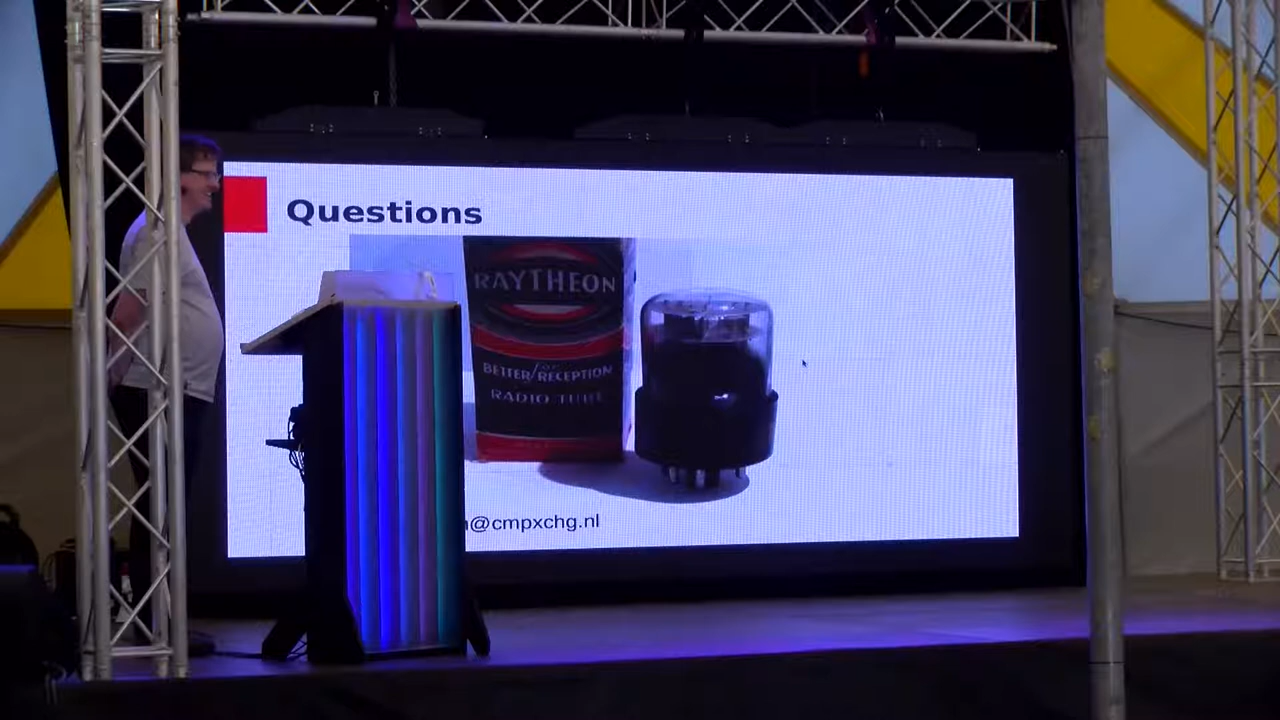 Questions
RAYTHEON
BETTER RECEPTION
RADIO TUBE
n@cmpxchg.nl